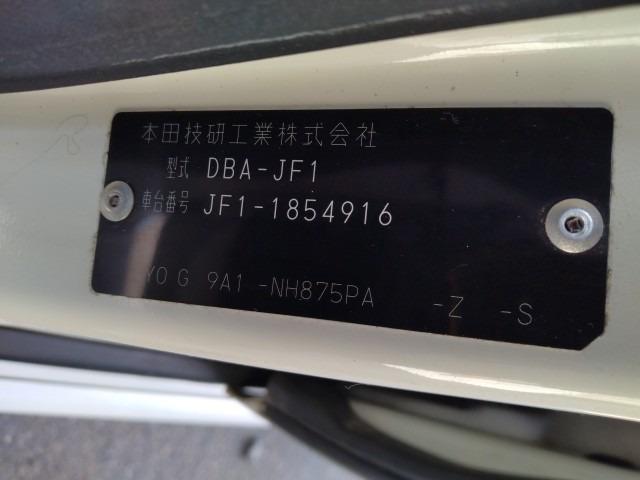 本田技研工業株式会社
型式 DBA-JF1
車台番号 JF1-1854916
YO G 9A1 -NH875PA -Z -S